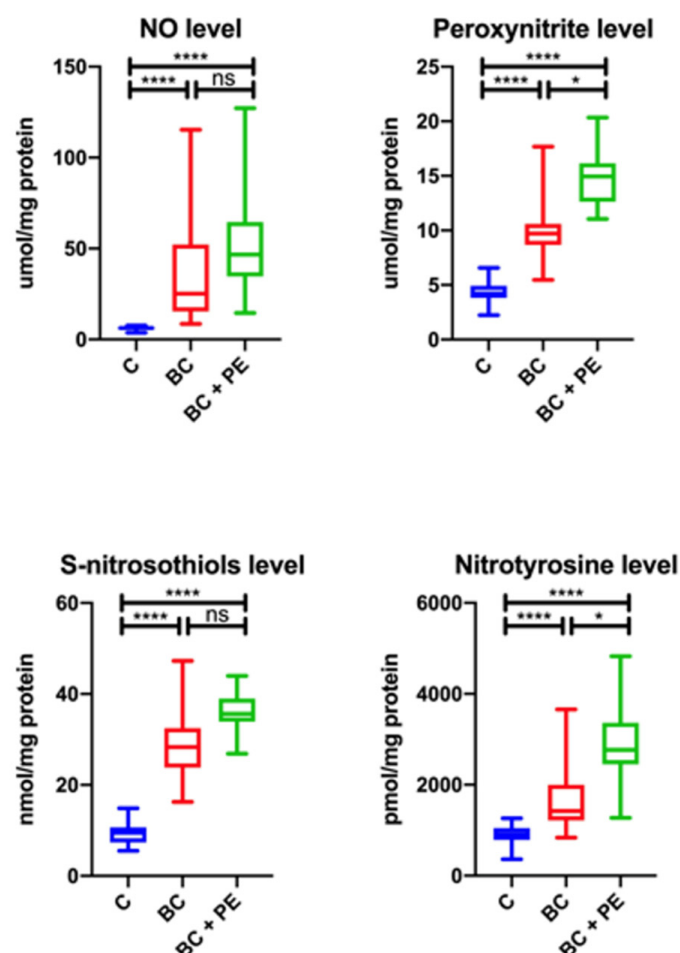 NO level
****
**** ns
150
100
50
0
umol/mg protein
C
BC
BC + PE
Peroxynitrite level
****
**** *
25
20
15
10
5
0
umol/mg protein
C
BC
BC + PE
S-nitrosothiols level
****
**** ns
60
40
20
0
nmol/mg protein
C
BC
BC + PE
Nitrotyrosine level
****
**** *
6000
4000
2000
0
pmol/mg protein
C
BC
BC + PE